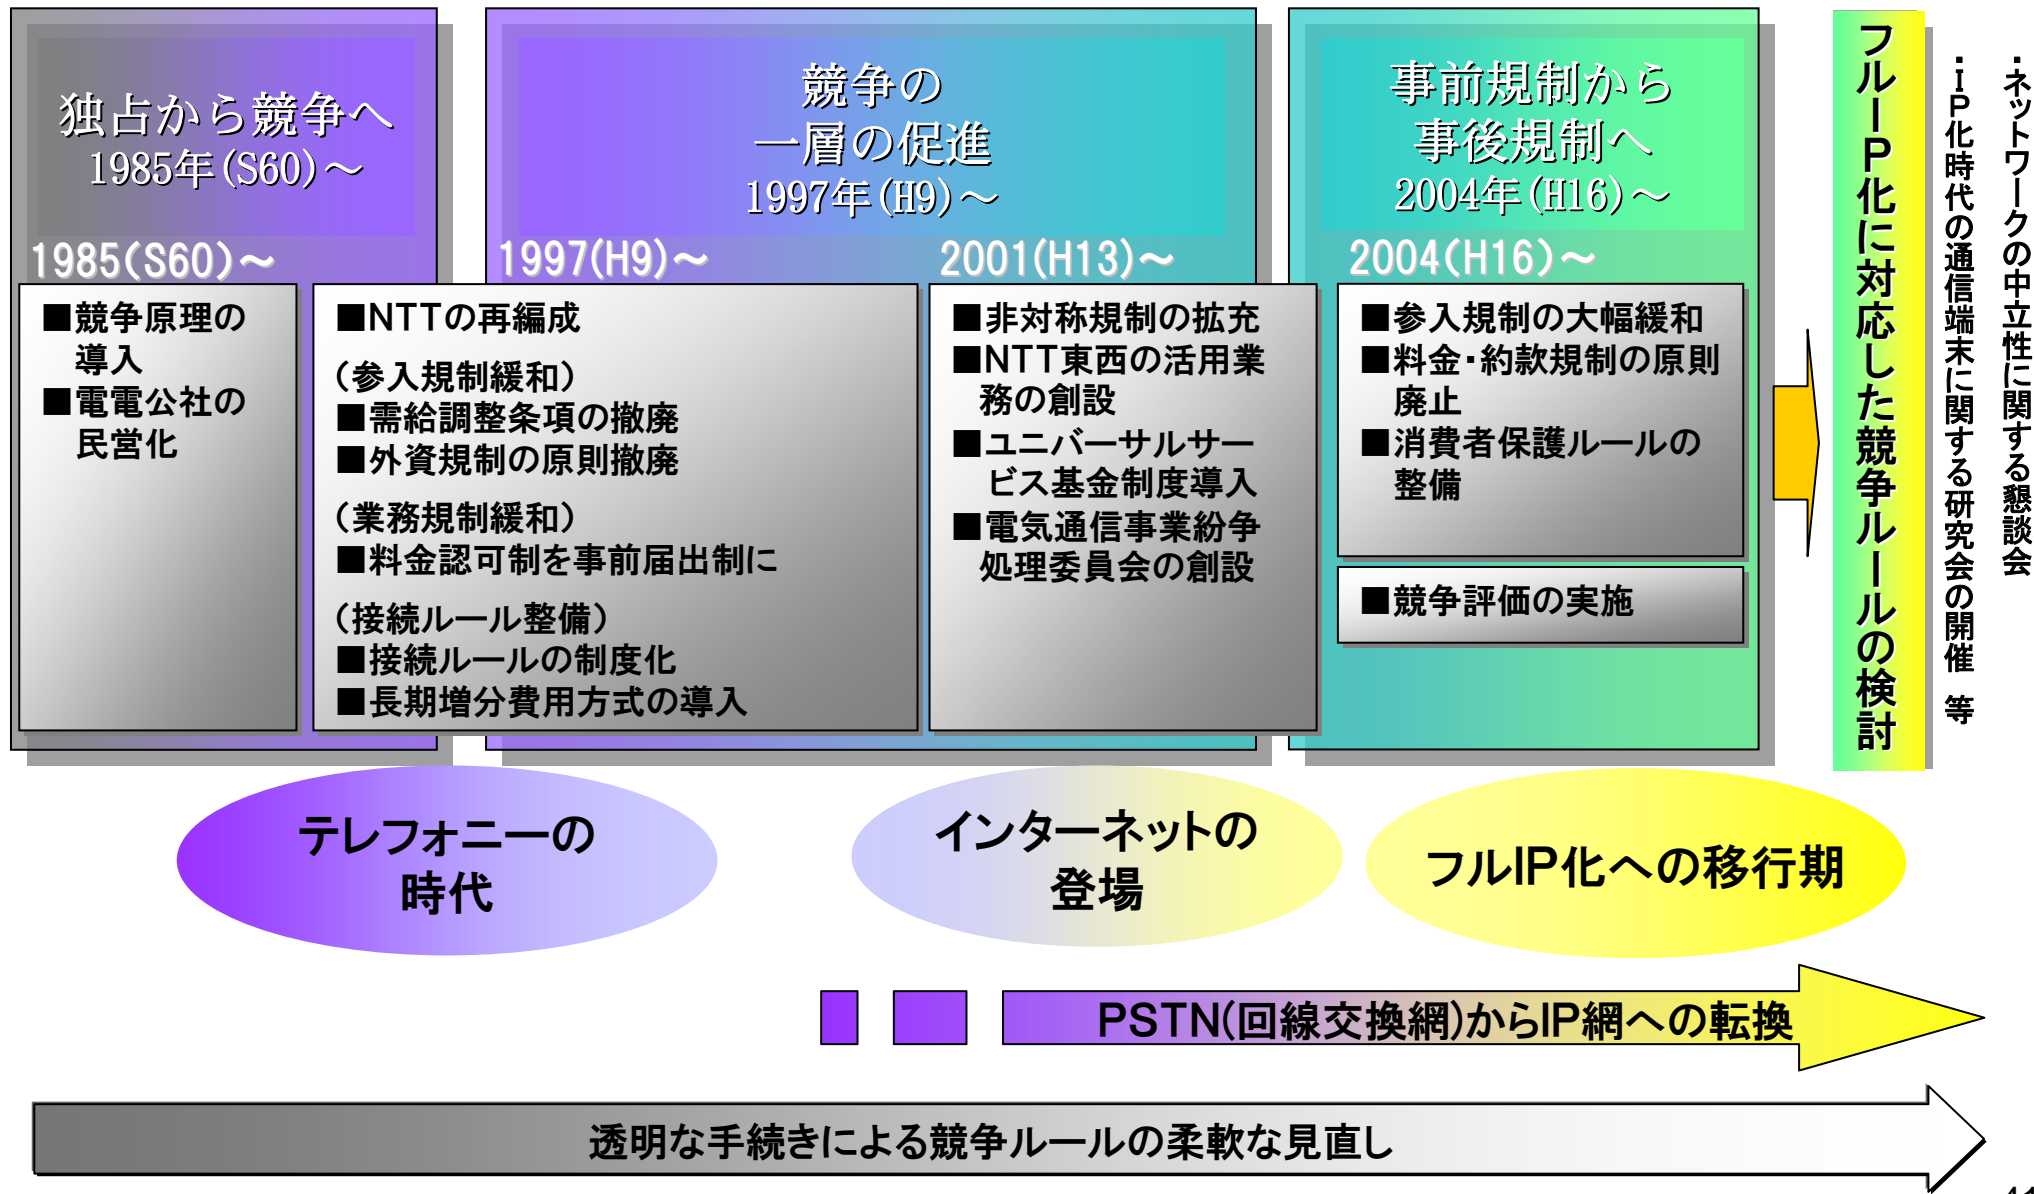 独占から競争へ
1985年(S60)～
競争の
一層の促進
1997年(H9)～
事前規制から
事後規制へ
2004年(H16)～
1985(S60)～
■競争原理の
導入
■電電公社の
民営化
1997(H9)～
■NTTの再編成
(参入規制緩和)
■需給調整条項の撤廃
■外資規制の原則撤廃
(業務規制緩和)
■料金認可制を事前届出制に
(接続ルール整備)
■接続ルールの制度化
■長期増分費用方式の導入
2001(H13)～
■非対称規制の拡充
■NTT東西の活用業
務の創設
■ユニバーサルサー
ビス基金制度導入
■電気通信事業紛争
処理委員会の創設
2004(H16)～
■参入規制の大幅緩和
■料金・約款規制の原則
廃止
■消費者保護ルールの
整備
■競争評価の実施
フルIP化に対応した競争ルールの検討
・ネットワークの中立性に関する懇談会
・IP化時代の通信端末に関する研究会の開催 等
テレフォニーの
時代
インターネットの
登場
フルIP化への移行期
PSTN(回線交換網)からIP網への転換
透明な手続きによる競争ルールの柔軟な見直し